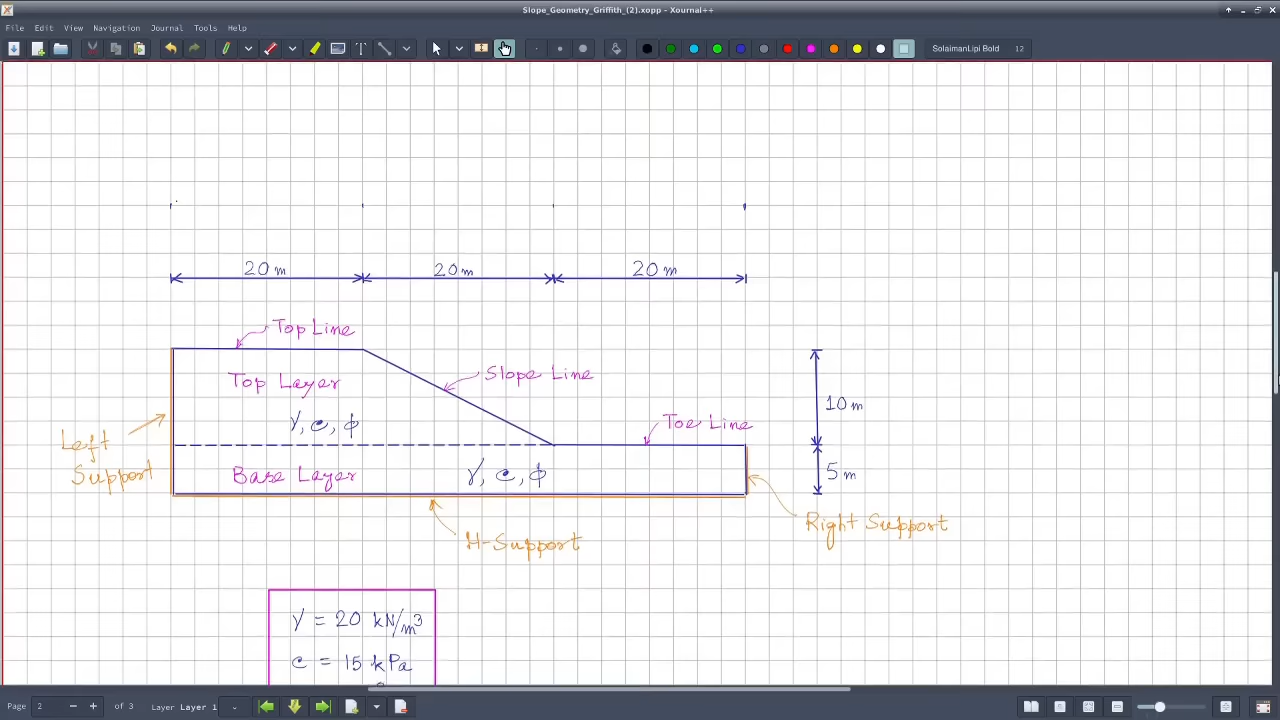 Slope_Geometry_Griffith_(2).xopp - Xournal++
File Edit View Navigation Journal Tools Help
SolaimanLipi Bold 12
20 m 20 m 20 m
Top Line
Top Layer
Slope Line
γ, c, φ
10 m
Toe Line
Left
Support
Base Layer
γ, c, φ
5 m
Right Support
H-Support
γ = 20 kN/m³
c = 15 kPa
Page 2 of 3 Layer Layer 1